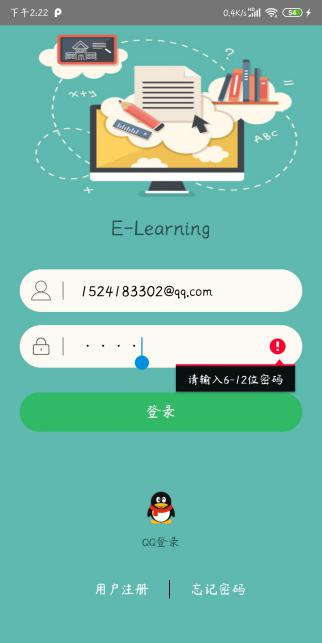 下午2:22 P
0.4K/s HD 54
?
x+y
=
ABC
x
E-Learning
1524183302@qq.com
· · · ·
!
请输入6-12位密码
登录
QQ登录
用户注册 | 忘记密码